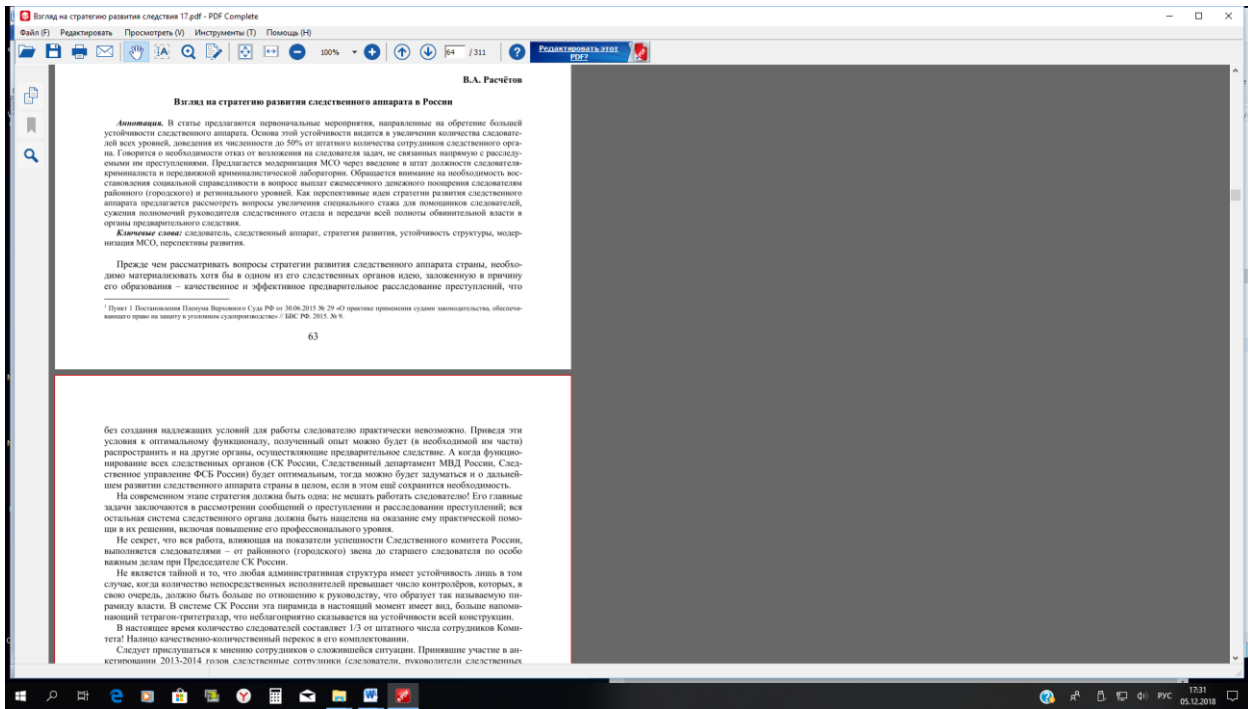 Взгляд на стратегию развития следствия 17.pdf - PDF Complete
Файл (F) Редактировать Просмотреть (V) Инструменты (T) Помощь (H)
100% 64 / 311 Редактировать этот
PDF?
В.А. Расчётов
Взгляд на стратегию развития следственного аппарата в России
Аннотация. В статье предлагаются первоначальные мероприятия, направленные на обретение большей
устойчивости следственного аппарата. Основа этой устойчивости видится в увеличении количества следовате-
лей всех уровней, доведения их численности до 50% от штатного количества сотрудников следственного орга-
на. Говорится о необходимости отказ от возложения на следователя задач, не связанных напрямую с расследу-
емыми им преступлениями. Предлагается модернизация МСО через введение в штат должности следователя-
криминалиста и передвижной криминалистической лаборатории. Обращается внимание на необходимость вос-
становления социальной справедливости в вопросе выплат ежемесячного денежного поощрения следователям
районного (городского) и регионального уровней. Как перспективные идеи стратегии развития следственного
аппарата предлагается рассмотреть вопросы увеличения специального стажа для помощников следователей,
сужения полномочий руководителя следственного отдела и передачи всей полноты обвинительной власти в
органы предварительного следствия.
Ключевые слова: следователь, следственный аппарат, стратегия развития, устойчивость структуры, модер-
низация МСО, перспективы развития.
Прежде чем рассматривать вопросы стратегии развития следственного аппарата страны, необхо-
димо материализовать хотя бы в одном из его следственных органов идею, заложенную в причину
его образования – качественное и эффективное предварительное расследование преступлений, что
1 Пункт 1 Постановления Пленума Верховного Суда РФ от 30.06.2015 № 29 «О практике применения судами законодательства, обеспечи-
вающего право на защиту в уголовном судопроизводстве» // БВС РФ. 2015. № 9.
63
без создания надлежащих условий для работы следователю практически невозможно. Приведя эти
условия к оптимальному функционалу, полученный опыт можно будет (в необходимой им части)
распространить и на другие органы, осуществляющие предварительное следствие. А когда функцио-
нирование всех следственных органов (СК России, Следственный департамент МВД России, След-
ственное управление ФСБ России) будет оптимальным, тогда можно будет задуматься и о дальней-
шем развитии следственного аппарата страны в целом, если в этом ещё сохранится необходимость.
На современном этапе стратегия должна быть одна: не мешать работать следователю! Его главные
задачи заключаются в рассмотрении сообщений о преступлении и расследовании преступлений; вся
остальная система следственного органа должна быть нацелена на оказание ему практической помо-
щи в их решении, включая повышение его профессионального уровня.
Не секрет, что вся работа, влияющая на показатели успешности Следственного комитета России,
выполняется следователями – от районного (городского) звена до старшего следователя по особо
важным делам при Председателе СК России.
Не является тайной и то, что любая административная структура имеет устойчивость лишь в том
случае, когда количество непосредственных исполнителей превышает число контролёров, которых, в
свою очередь, должно быть больше по отношению к руководству, что образует так называемую пи-
рамиду власти. В системе СК России эта пирамида в настоящий момент имеет вид, больше напоми-
нающий тетрагон-тритетраэдр, что неблагоприятно сказывается на устойчивости всей конструкции.
В настоящее время количество следователей составляет 1/3 от штатного числа сотрудников Коми-
тета! Налицо качественно-количественный перекос в его комплектовании.
Следует прислушаться к мнению сотрудников о сложившейся ситуации. Принявшие участие в ан-
кетировании 2013-2014 годов следственные сотрудники (следователи, руководители следственных
РУС 17:31
05.12.2018